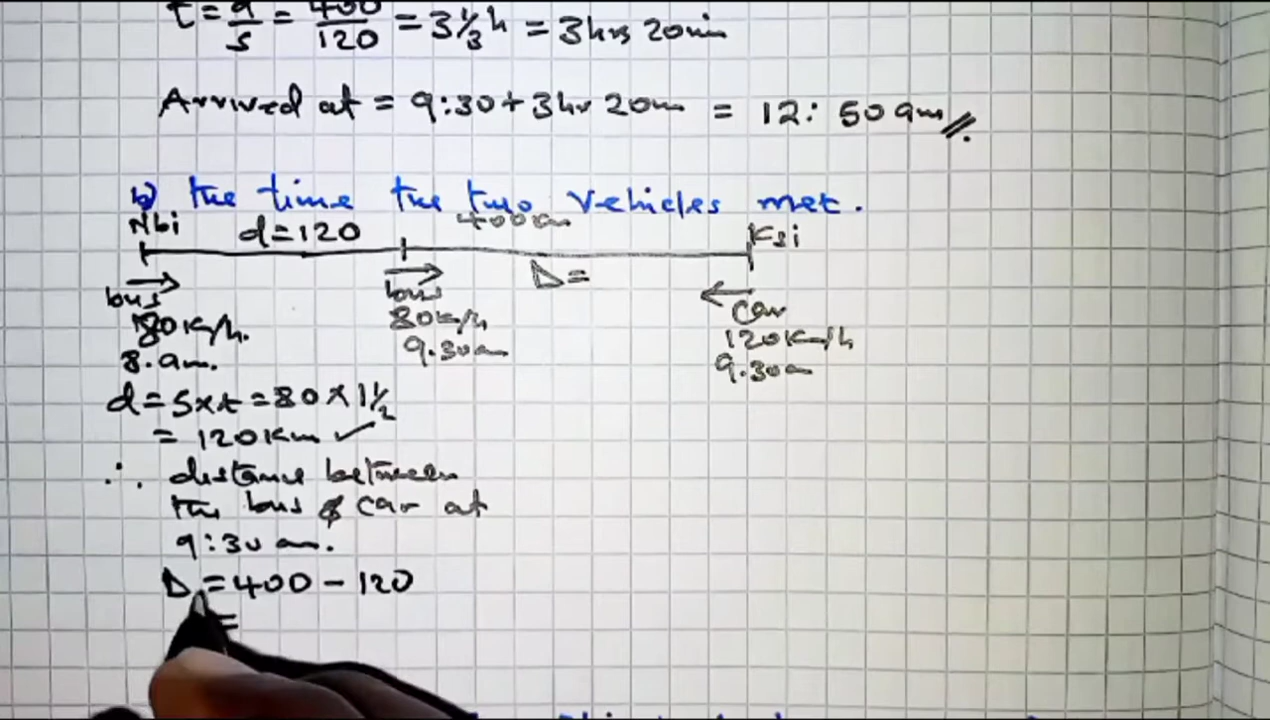 t = d/s = 400/120 = 3⅓h = 3hrs 20min
Arrived at = 9:30 + 3hr 20m = 12: 50 am
b) the time the two vehicles met.
400km
Nbi d=120 Ksi
D=
bus bus car
80km/h. 80k/h 120km/h
8.am. 9.30am 9.30am
d = s×t = 80 × 1½
= 120km ✓
∴ distance between
the bus & car at
9:30 am.
D = 400 - 120
=